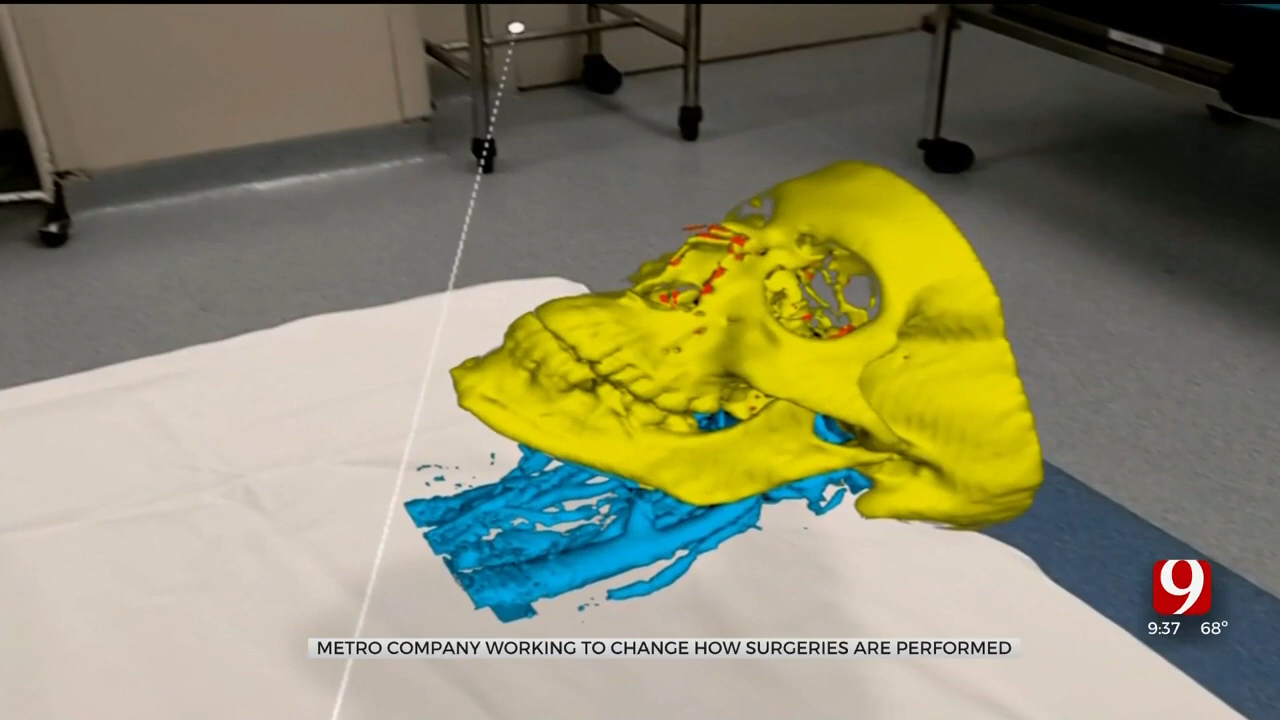 9
9:37 68°
METRO COMPANY WORKING TO CHANGE HOW SURGERIES ARE PERFORMED